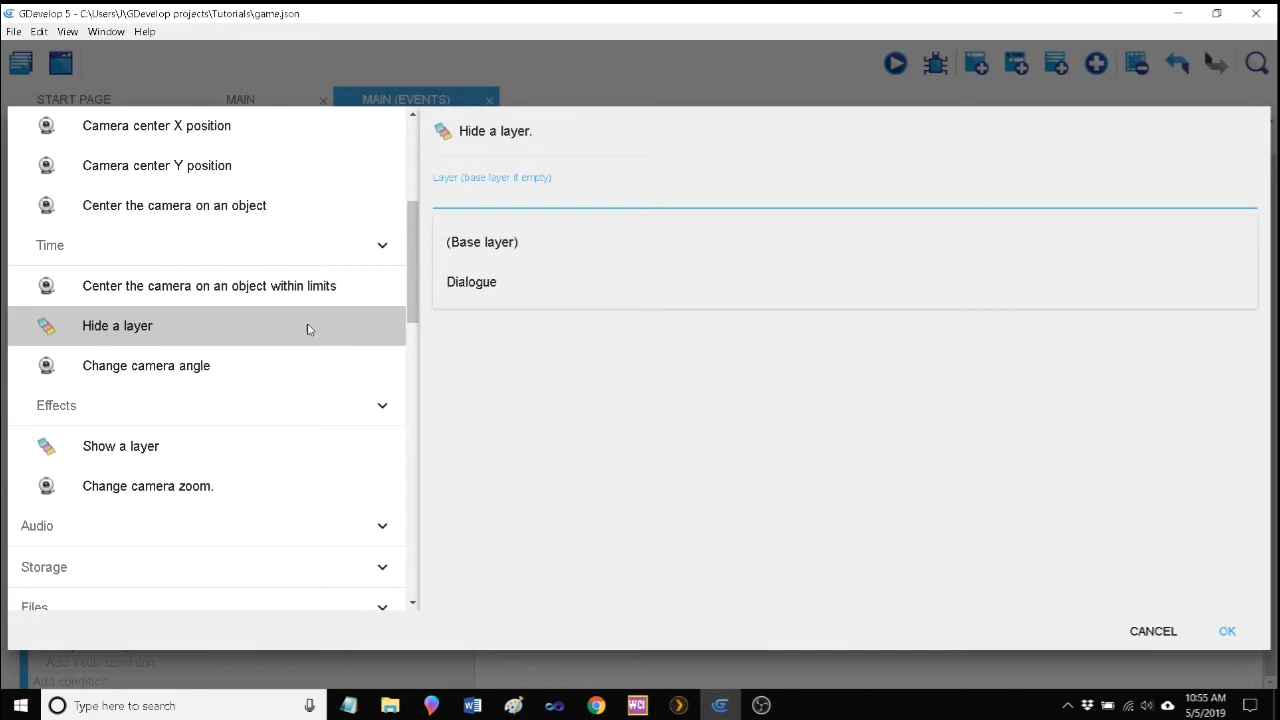 GDevelop 5 - C:\Users\J\GDevelop projects\Tutorials\game.json
File Edit View Window Help
START PAGE MAIN MAIN (EVENTS)
Camera center X position
Camera center Y position
Center the camera on an object
Time
Center the camera on an object within limits
Hide a layer
Change camera angle
Effects
Show a layer
Change camera zoom.
Audio
Storage
Files
Hide a layer.
Layer (base layer if empty)
(Base layer)
Dialogue
CANCEL OK
Add a sub-condition
Add condition
Type here to search
WCI
10:55 AM
5/5/2019